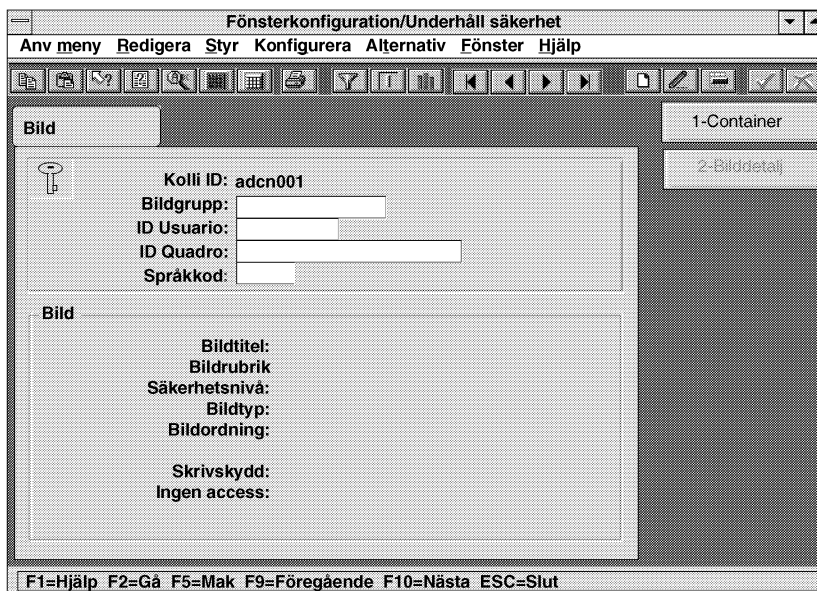 Fönsterkonfiguration/Underhåll säkerhet
Anv meny Redigera Styr Konfigurera Alternativ Fönster Hjälp
Bild
1-Container
2-Bilddetalj
Kolli ID: adcn001
Bildgrupp:
ID Usuario:
ID Quadro:
Språkkod:
Bild
Bildtitel:
Bildrubrik
Säkerhetsnivå:
Bildtyp:
Bildordning:
Skrivskydd:
Ingen access:
F1=Hjälp F2=Gå F5=Mak F9=Föregående F10=Nästa ESC=Slut